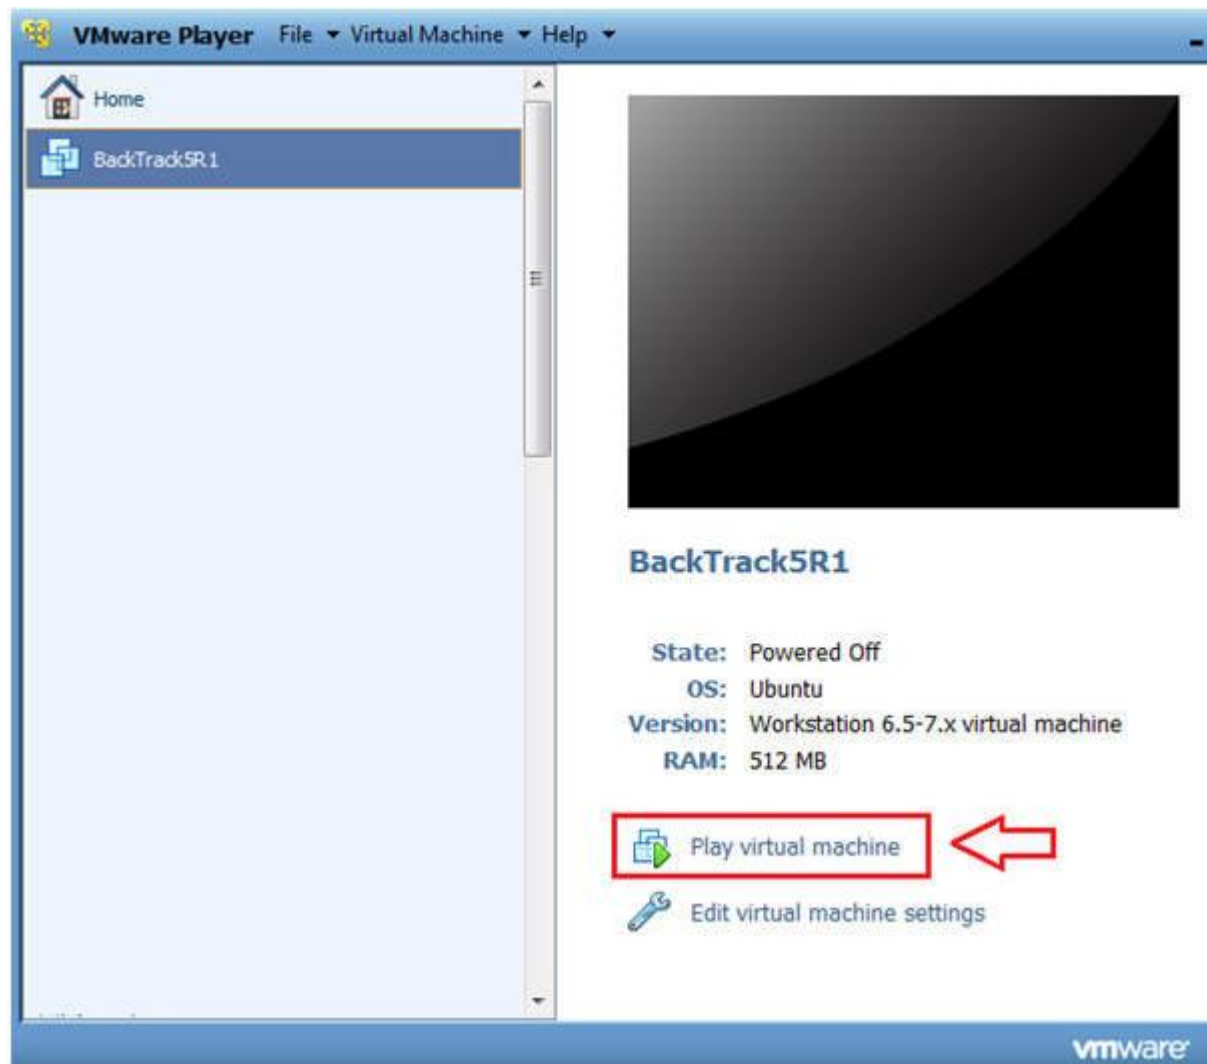 VMware Player File Virtual Machine Help
Home
BackTrack5R1
BackTrack5R1
State: Powered Off
OS: Ubuntu
Version: Workstation 6.5-7.x virtual machine
RAM: 512 MB
Play virtual machine
Edit virtual machine settings
vmware